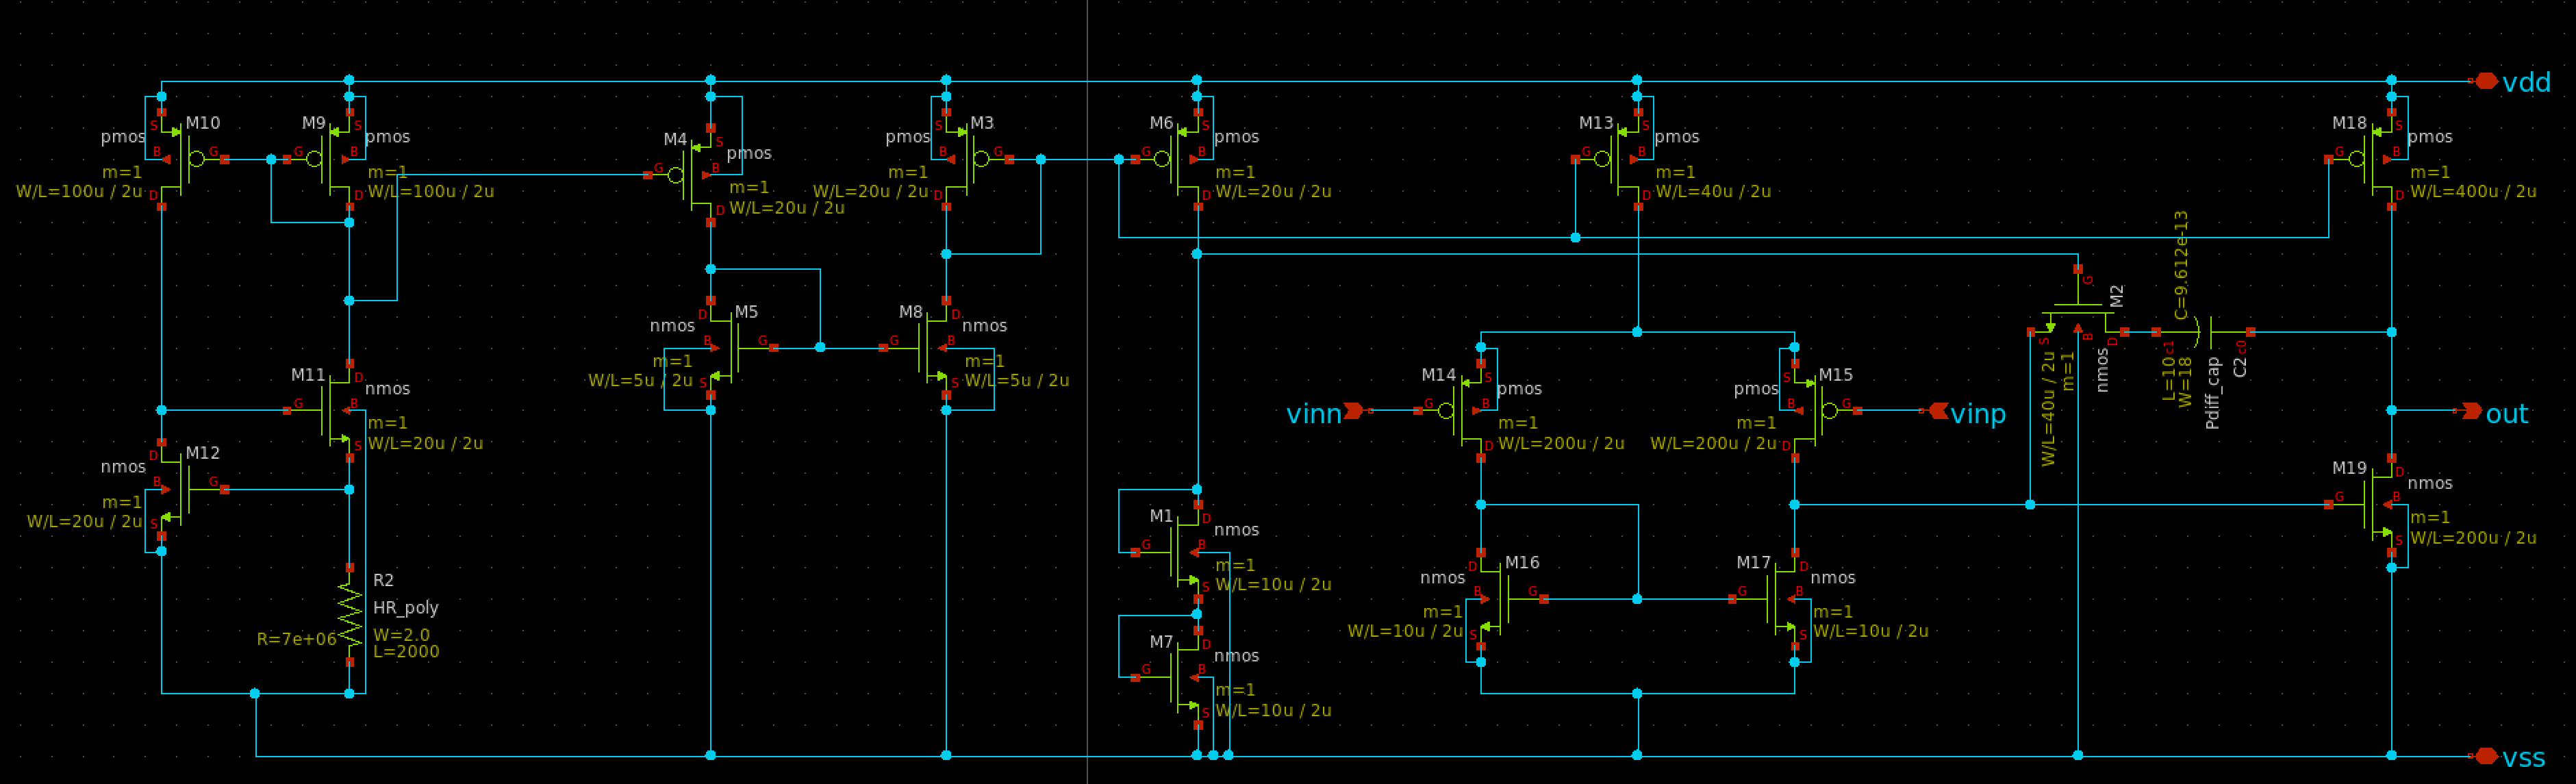 vdd
S
M10
pmos
B
G
m=1
W/L=100u / 2u
D
M9
S
G
pmos
B
m=1
W/L=100u / 2u
D
M4
S
pmos
G
B
m=1
W/L=20u / 2u
D
S
M3
pmos
B
G
m=1
W/L=20u / 2u
D
M6
S
pmos
G
B
m=1
W/L=20u / 2u
D
M13
S
pmos
G
B
m=1
W/L=40u / 2u
D
M18
S
pmos
G
B
m=1
W/L=400u / 2u
D
M11
D
nmos
G
B
m=1
W/L=20u / 2u
S
M12
D
nmos
B
G
m=1
W/L=20u / 2u
S
R2
HR_poly
R=7e+06
W=2.0
L=2000
M5
D
nmos
B
G
m=1
W/L=5u / 2u
S
M8
D
nmos
G
B
m=1
W/L=5u / 2u
S
M1
D
nmos
G
B
m=1
W/L=10u / 2u
S
M7
D
nmos
G
B
m=1
W/L=10u / 2u
S
vinn
M14
S
pmos
G
B
m=1
W/L=200u / 2u
D
M15
S
pmos
B
G
m=1
W/L=200u / 2u
D
vinp
M16
D
nmos
B
G
m=1
W/L=10u / 2u
S
M17
D
nmos
G
B
m=1
W/L=10u / 2u
S
M2
G
S
B
D
nmos
m=1
W/L=40u / 2u
C=9.612e-13
c1
c0
L=10
W=18
Pdiff_cap
C2
out
M19
D
nmos
G
B
m=1
W/L=200u / 2u
S
vss